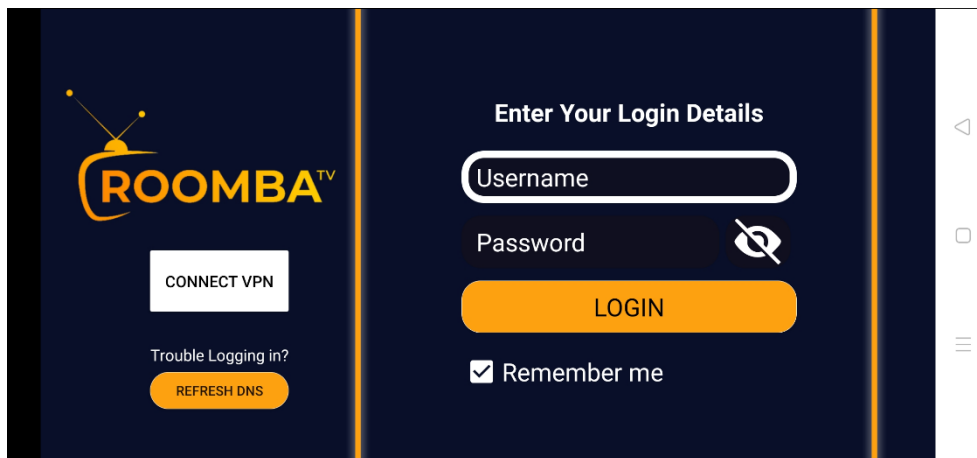 ROOMBA TV
CONNECT VPN
Trouble Logging in?
REFRESH DNS
Enter Your Login Details
Username
Password
LOGIN
Remember me